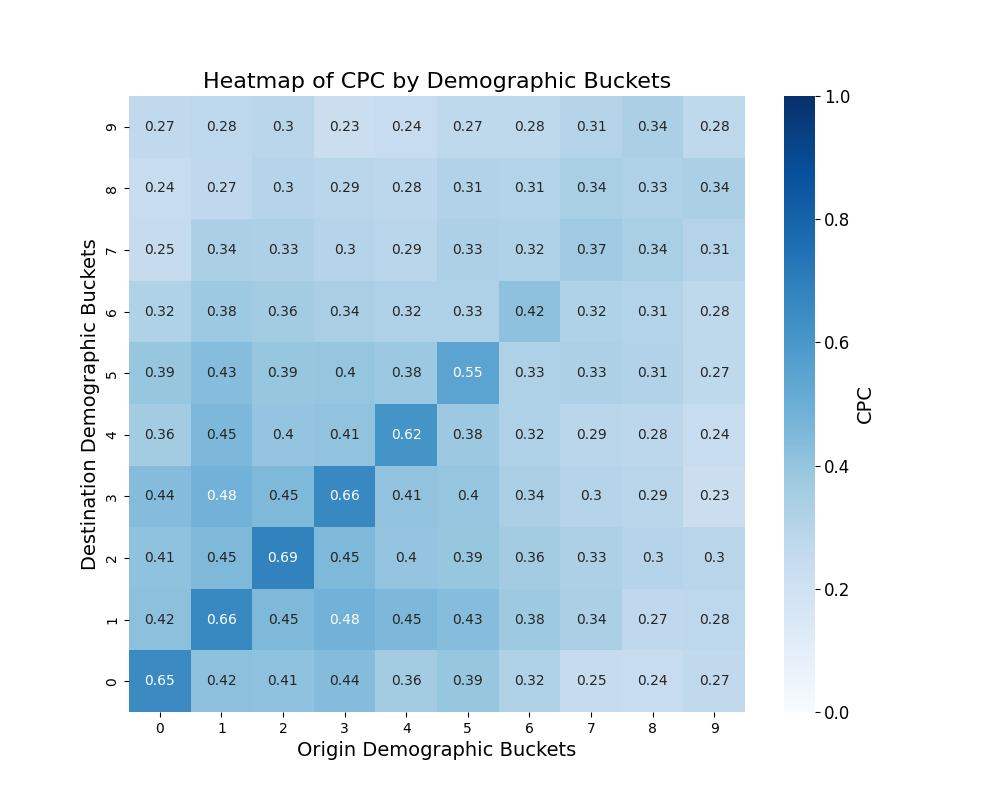 Heatmap of CPC by Demographic Buckets
9 0.27 0.28 0.3 0.23 0.24 0.27 0.28 0.31 0.34 0.28
8 0.24 0.27 0.3 0.29 0.28 0.31 0.31 0.34 0.33 0.34
7 0.25 0.34 0.33 0.3 0.29 0.33 0.32 0.37 0.34 0.31
6 0.32 0.38 0.36 0.34 0.32 0.33 0.42 0.32 0.31 0.28
5 0.39 0.43 0.39 0.4 0.38 0.55 0.33 0.33 0.31 0.27
4 0.36 0.45 0.4 0.41 0.62 0.38 0.32 0.29 0.28 0.24
3 0.44 0.48 0.45 0.66 0.41 0.4 0.34 0.3 0.29 0.23
2 0.41 0.45 0.69 0.45 0.4 0.39 0.36 0.33 0.3 0.3
1 0.42 0.66 0.45 0.48 0.45 0.43 0.38 0.34 0.27 0.28
0 0.65 0.42 0.41 0.44 0.36 0.39 0.32 0.25 0.24 0.27
0 1 2 3 4 5 6 7 8 9
Origin Demographic Buckets
Destination Demographic Buckets
1.0
0.8
0.6
0.4
0.2
0.0
CPC